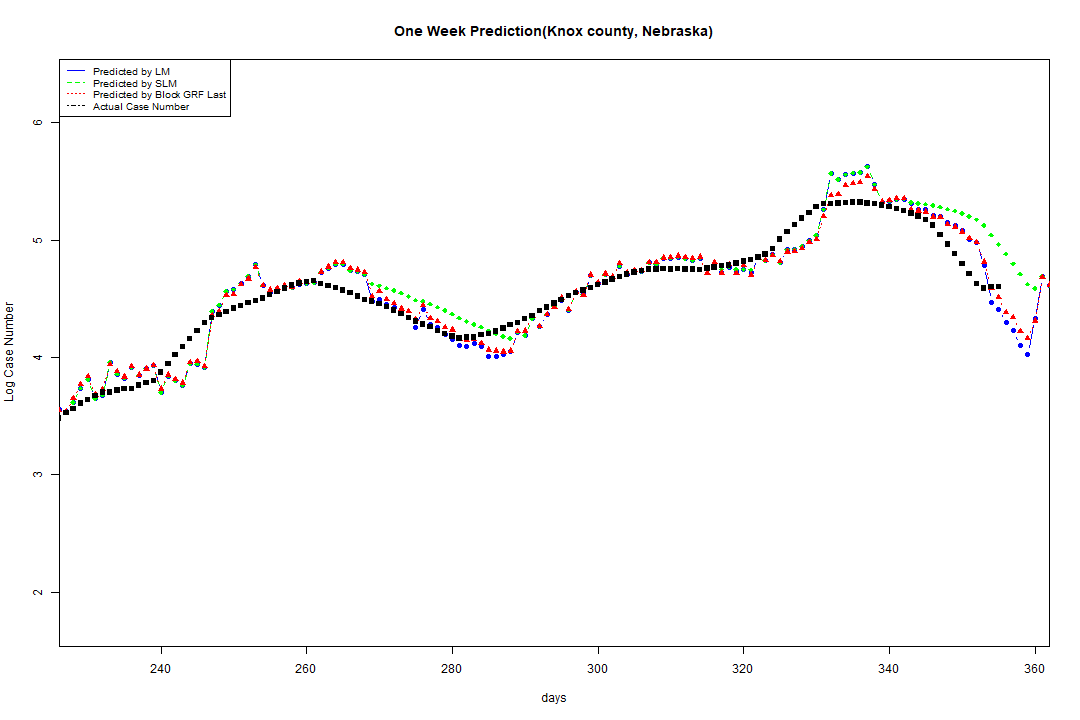 One Week Prediction(Knox county, Nebraska)
Predicted by LM
Predicted by SLM
Predicted by Block GRF Last
Actual Case Number
6
5
4
3
2
Log Case Number
240 260 280 300 320 340 360
days